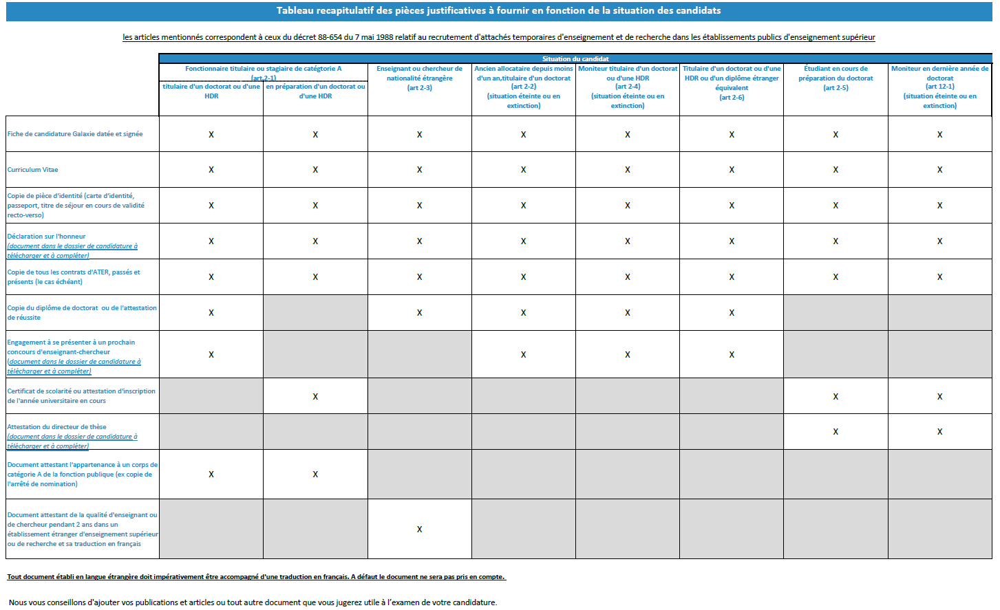 Tableau recapitulatif des pièces justificatives à fournir en fonction de la situation des candidats
les articles mentionnés correspondent à ceux du décret 88-654 du 7 mai 1988 relatif au recrutement d'attachés temporaires d'enseignement et de recherche dans les établissements publics d'enseignement supérieur
Situation du candidat
Fonctionnaire titulaire ou stagiaire de catégtorie A
(art 2-1)
titulaire d'un doctorat ou d'une
HDR
en préparation d'un doctorat ou
d'une HDR
Enseignant ou chercheur de
nationalité étrangère
(art 2-3)
Ancien allocataire depuis moins
d'un an,titulaire d'un doctorat
(art 2-2)
(situation éteinte ou en
extinction)
Moniteur titulaire d'un doctorat
ou d'une HDR
(art 2-4)
(situation éteinte ou en
extinction)
Titulaire d'un doctorat ou d'une
HDR ou d'un diplôme étranger
équivalent
(art 2-6)
Étudiant en cours de
préparation du doctorat
(art 2-5)
Moniteur en dernière année de
doctorat
(art 12-1)
(situation éteinte ou en
extinction)
Fiche de candidature Galaxie datée et signée
X X X X X X X X
Curriculum Vitae
X X X X X X X X
Copie de pièce d'identité (carte d'identité,
passeport, titre de séjour en cours de validité
recto-verso)
X X X X X X X X
Déclaration sur l'honneur
(document dans le dossier de candidature à
télécharger et à compléter)
X X X X X X X X
Copie de tous les contrats d'ATER, passés et
présents (le cas échéant)
X X X X X X X X
Copie du diplôme de doctorat ou de l'attestation
de réussite
X X X X X
Engagement à se présenter à un prochain
concours d'enseignant-chercheur
(document dans le dossier de candidature à
télécharger et à compléter)
X X X X
Certificat de scolarité ou attestation d'inscription
de l'année universitaire en cours
X X X
Attestation du directeur de thèse
(document dans le dossier de candidature à
télécharger et à compléter)
X X
Document attestant l'appartenance à un corps de
catégorie A de la fonction publique (ex copie de
l'arrêté de nomination)
X X
Document attestant de la qualité d'enseignant ou
de chercheur pendant 2 ans dans un
établissement étranger d'enseignement supérieur
ou de recherche et sa traduction en français
X
Tout document établi en langue étrangère doit impérativement être accompagné d'une traduction en français. A défaut le document ne sera pas pris en compte.
Nous vous conseillons d'ajouter vos publications et articles ou tout autre document que vous jugerez utile à l’examen de votre candidature.